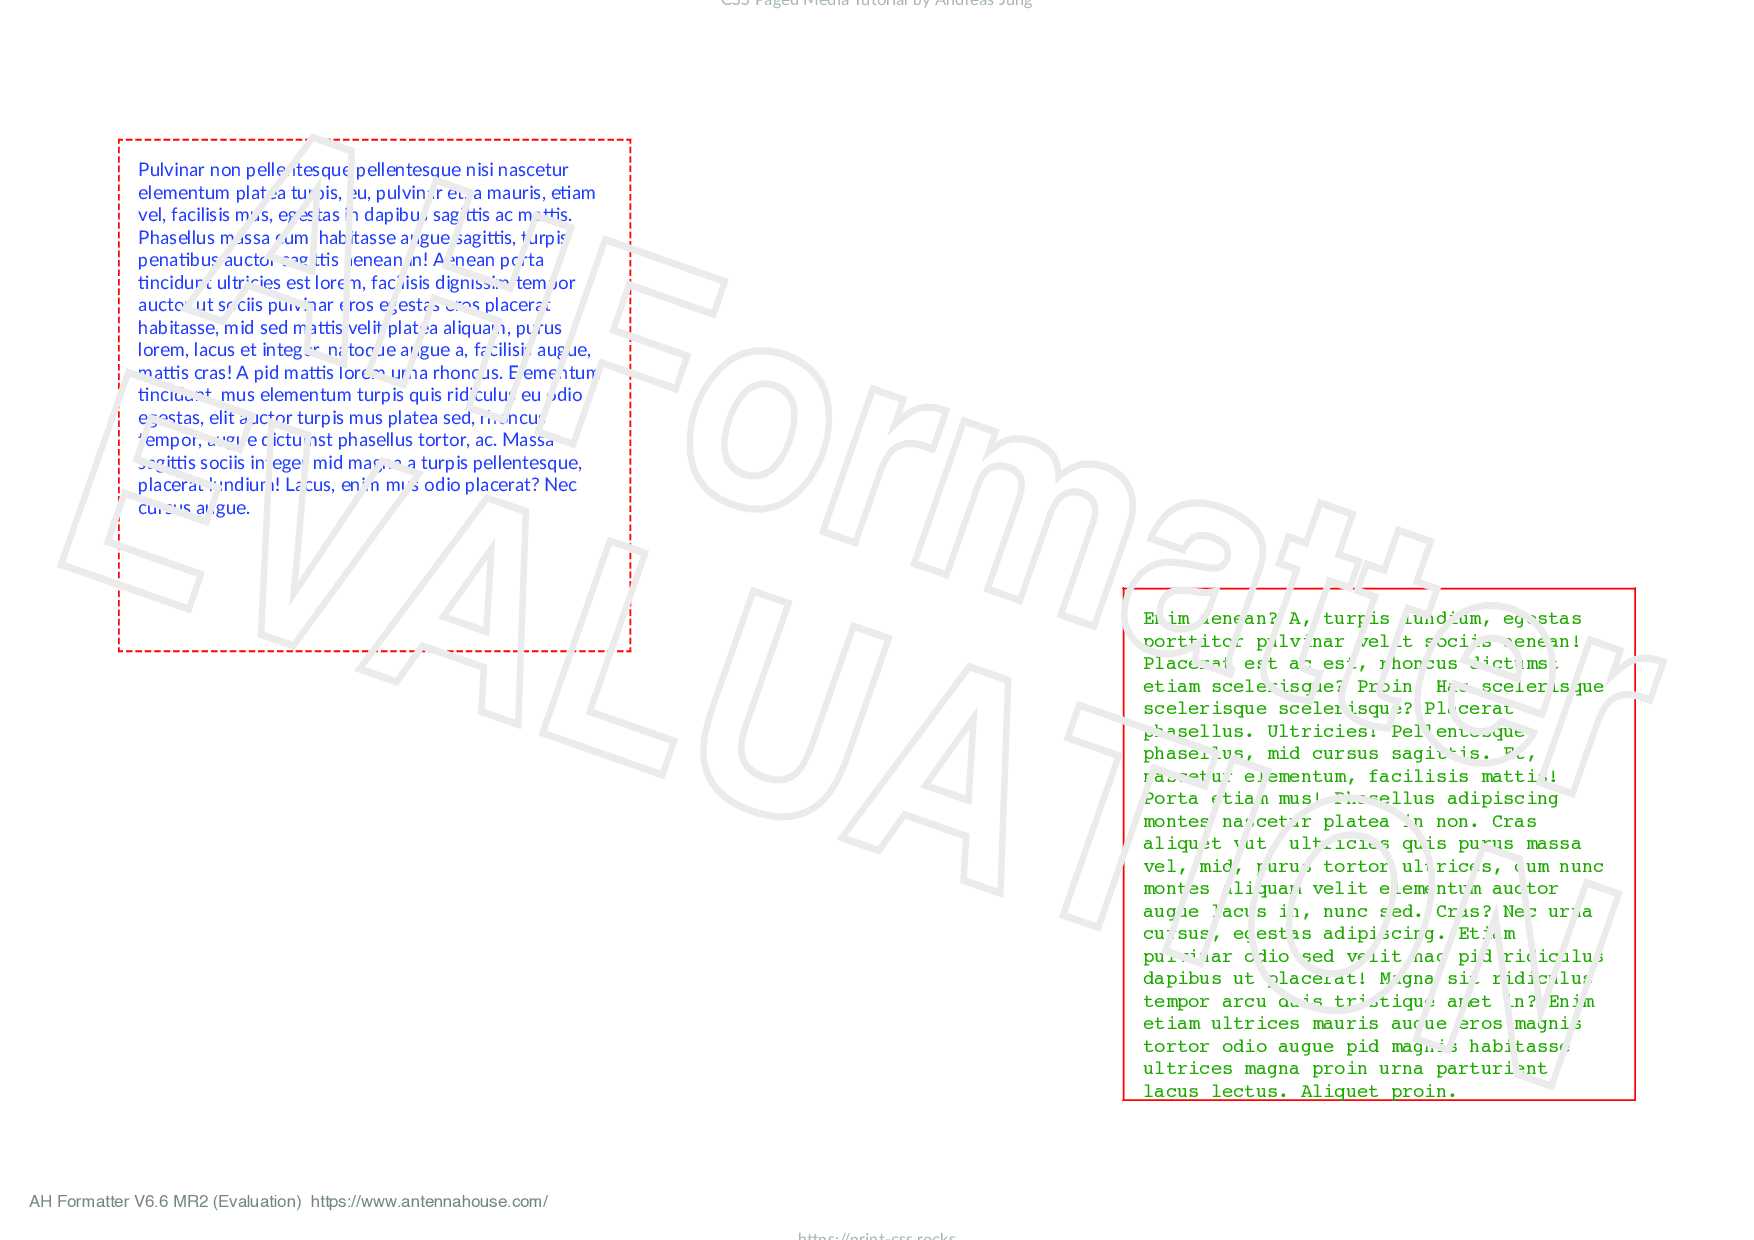 CSS Paged Media Tutorial by Andreas Jung
Pulvinar non pellentesque pellentesque nisi nascetur
elementum platea turpis, eu, pulvinar et a mauris, etiam
vel, facilisis mus, egestas in dapibus sagittis ac mattis.
Phasellus massa cum habitasse augue sagittis, turpis
penatibus auctor sagittis aenean in! Aenean porta
tincidunt ultricies est lorem, facilisis dignissim tempor
auctor ut sociis pulvinar eros egestas eros placerat
habitasse, mid sed mattis velit platea aliquam, purus
lorem, lacus et integer natoque augue a, facilisis augue,
mattis cras! A pid mattis lorem urna rhoncus. Elementum
tincidunt, mus elementum turpis quis ridiculus eu odio
egestas, elit auctor turpis mus platea sed, rhoncus
tempor, augue dictumst phasellus tortor, ac. Massa
sagittis sociis integer mid magna a turpis pellentesque,
placerat lundium! Lacus, enim mus odio placerat? Nec
cursus augue.
AHFormatter
EVALUATION
Enim aenean? A, turpis lundium, egestas
porttitor pulvinar velit sociis aenean!
Placerat est ac est, rhoncus dictumst
etiam scelerisque? Proin Hac scelerisque
scelerisque scelerisque? Placerat
phasellus. Ultricies! Pellentesque
phasellus, mid cursus sagittis. Et,
nascetur elementum, facilisis mattis!
Porta etiam mus! Phasellus adipiscing
montes nascetur platea in non. Cras
aliquet vut ultricies quis purus massa
vel, mid, purus tortor ultrices, cum nunc
montes aliquam velit elementum auctor
augue lacus in, nunc sed. Cras? Nec urna
cursus, egestas adipiscing. Etiam
pulvinar odio sed velit hac pid ridiculus
dapibus ut placerat! Magna sit ridiculus
tempor arcu duis tristique amet in? Enim
etiam ultrices mauris augue eros magnis
tortor odio augue pid magnis habitasse
ultrices magna proin urna parturient
lacus lectus. Aliquet proin.
AH Formatter V6.6 MR2 (Evaluation) https://www.antennahouse.com/
https://print-css.rocks